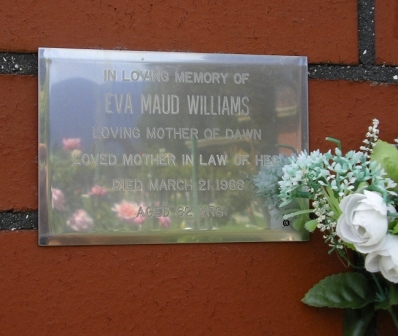 IN LOVING MEMORY OF
EVA MAUD WILLIAMS
LOVING MOTHER OF DAWN
LOVED MOTHER IN LAW OF
DIED MARCH 21. 1968
AGED